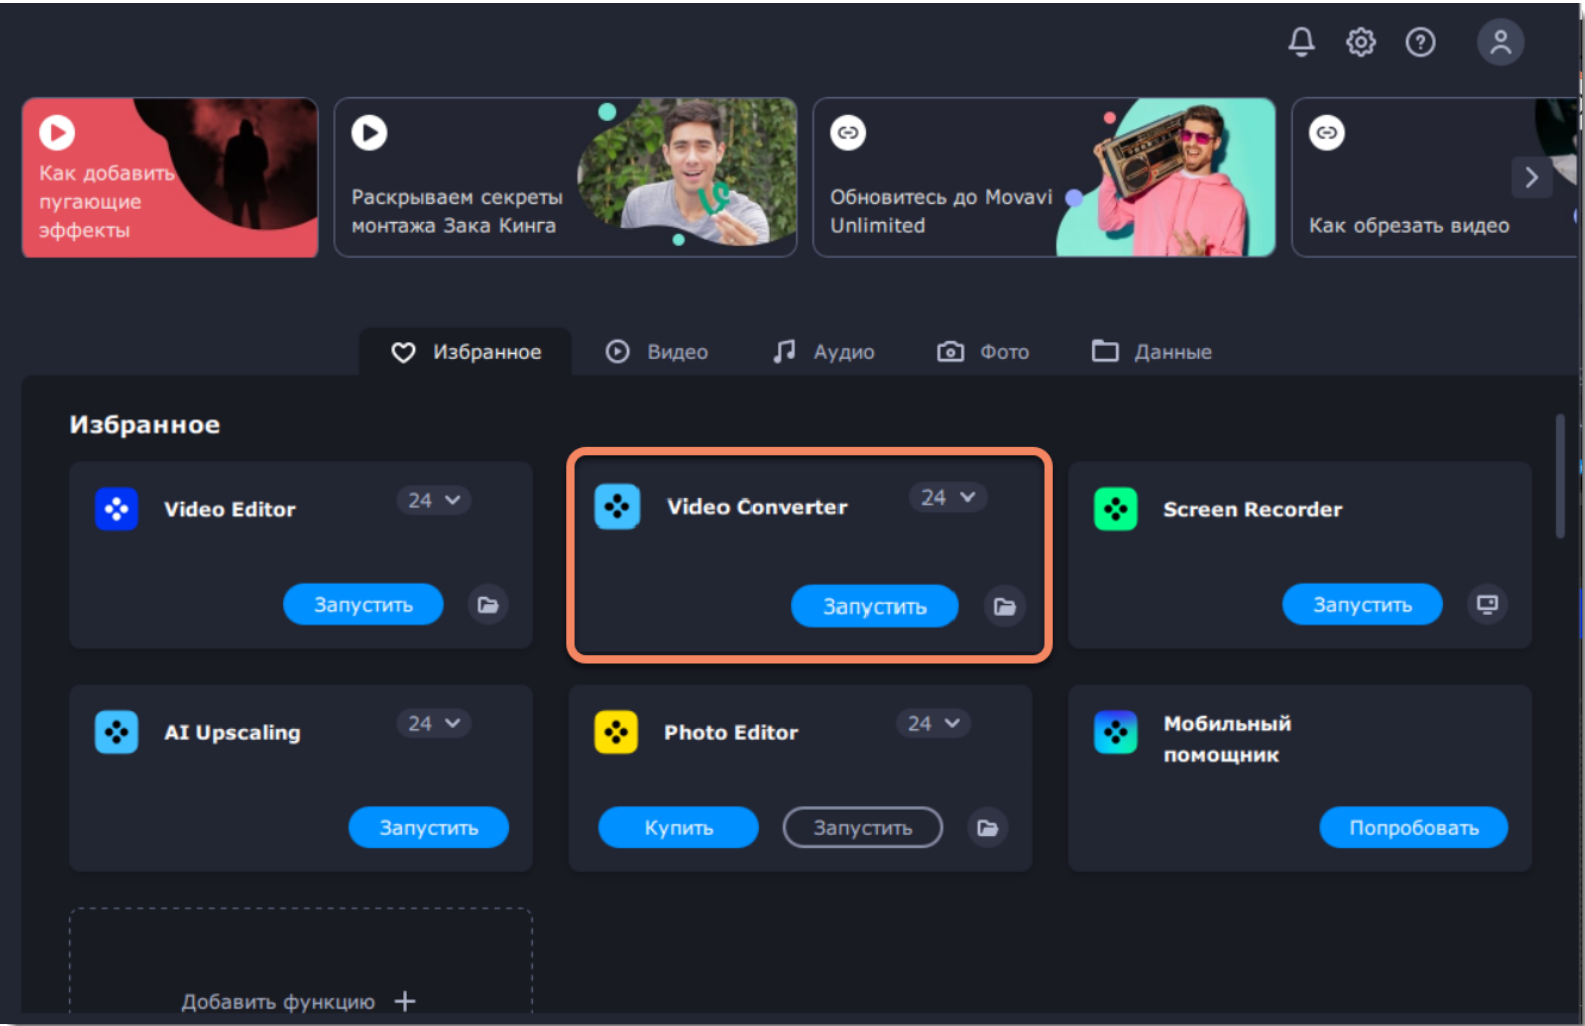 Как добавить
пугающие
эффекты
Раскрываем секреты
монтажа Зака Кинга
Обновитесь до Movavi
Unlimited
Как обрезать видео
Избранное
Видео
Аудио
Фото
Данные
Избранное
Video Editor
24
Запустить
Video Converter
24
Запустить
Screen Recorder
Запустить
AI Upscaling
24
Запустить
Photo Editor
24
Купить
Запустить
Мобильный
помощник
Попробовать
Добавить функцию +